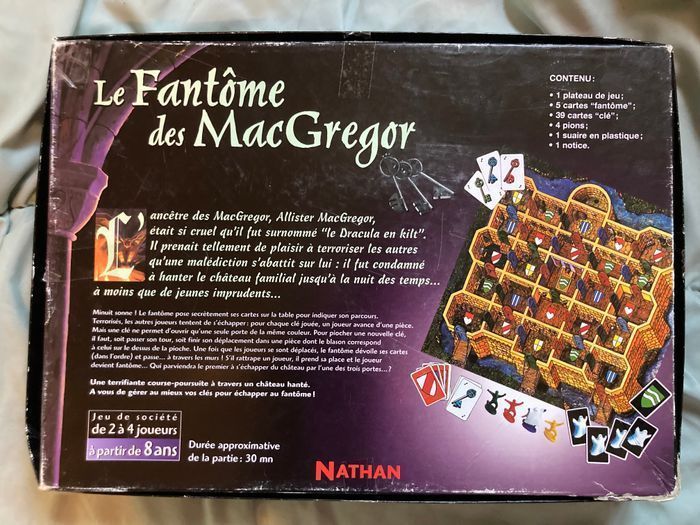 Le Fantôme
des MacGregor
CONTENU :
• 1 plateau de jeu ;
• 5 cartes "fantôme" ;
• 39 cartes "clé" ;
• 4 pions ;
• 1 suaire en plastique ;
• 1 notice.
L'ancêtre des MacGregor, Allister MacGregor,
était si cruel qu'il fut surnommé "le Dracula en kilt".
Il prenait tellement de plaisir à terroriser les autres
qu'une malédiction s'abattit sur lui : il fut condamné
à hanter le château familial jusqu'à la nuit des temps...
à moins que de jeunes imprudents...
Minuit sonne ! Le fantôme pose secrètement ses cartes sur la table pour indiquer son parcours.
Terrorisés, les autres joueurs tentent de s'échapper : pour chaque clé jouée, un joueur avance d'une pièce.
Mais une clé ne permet d'ouvrir qu'une seule porte de la même couleur. Pour piocher une nouvelle clé,
il faut, soit passer son tour, soit finir son déplacement dans une pièce dont le blason correspond
à celui sur le dessus de la pioche. Une fois que les joueurs se sont déplacés, le fantôme dévoile ses cartes
(dans l'ordre) et passe... à travers les murs ! S'il rattrape un joueur, il prend sa place et le joueur
devient fantôme... Qui parviendra le premier à s'échapper du château par l'une des trois portes...?
Une terrifiante course-poursuite à travers un château hanté.
A vous de gérer au mieux vos clés pour échapper au fantôme !
Jeu de société
de 2 à 4 joueurs
à partir de 8 ans
Durée approximative
de la partie : 30 mn
NATHAN